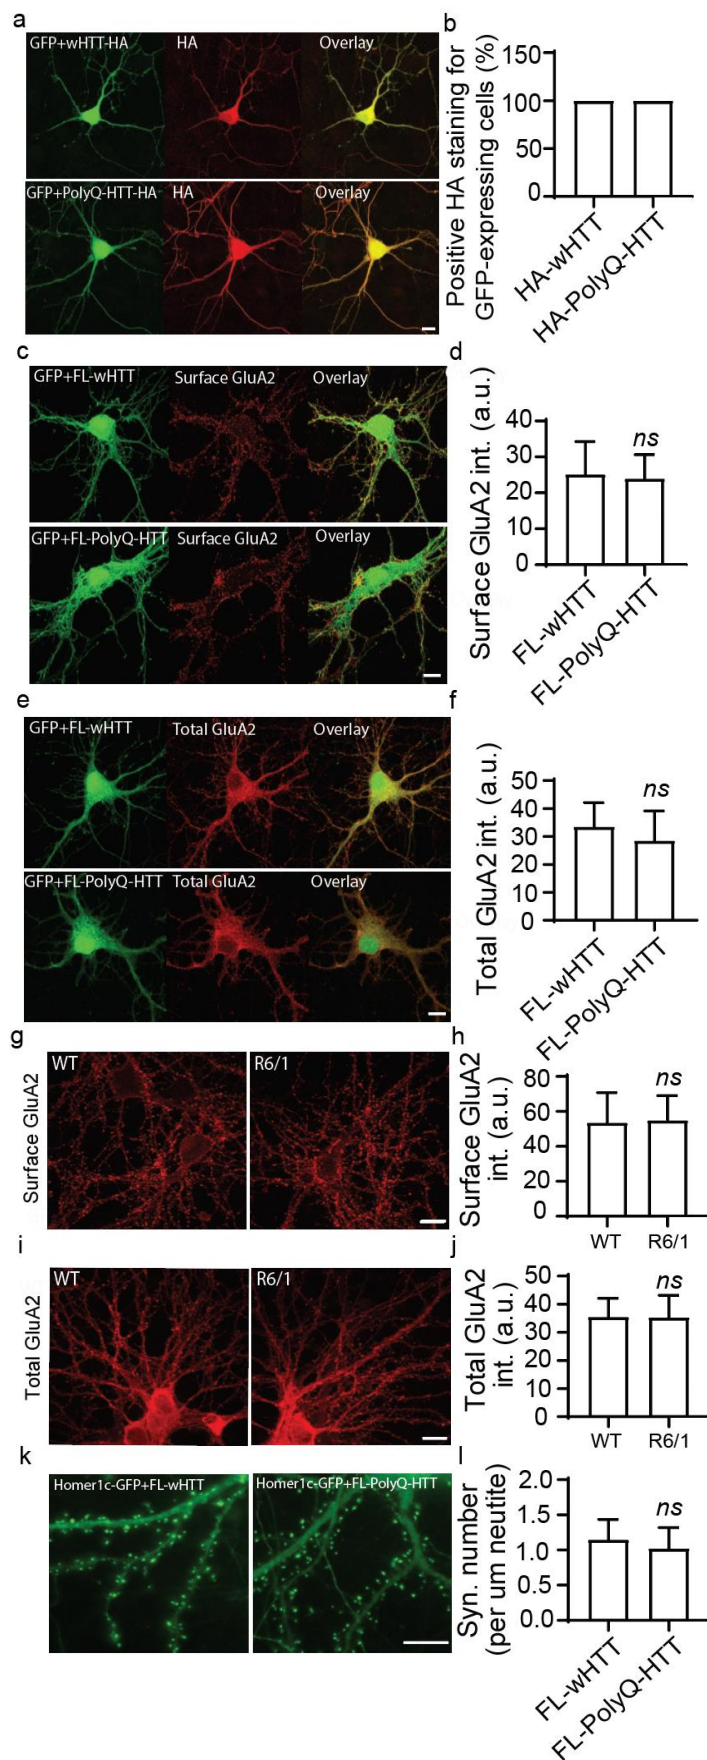 a
GFP+wHTT-HA
HA
Overlay
GFP+PolyQ-HTT-HA
HA
Overlay
b
Positive HA staining for
GFP-expressing cells (%)
150
100
50
0
HA-wHTT
HA-PolyQ-HTT
c
GFP+FL-wHTT
Surface GluA2
Overlay
GFP+FL-PolyQ-HTT
Surface GluA2
Overlay
d
Surface GluA2 int. (a.u.)
40
30
20
10
0
ns
FL-wHTT
FL-PolyQ-HTT
e
GFP+FL-wHTT
Total GluA2
Overlay
GFP+FL-PolyQ-HTT
Total GluA2
Overlay
f
Total GluA2 int. (a.u.)
50
40
30
20
10
0
ns
FL-wHTT
FL-PolyQ-HTT
g
Surface GluA2
WT
R6/1
h
Surface GluA2
int. (a.u.)
80
60
40
20
0
ns
WT
R6/1
i
Total GluA2
WT
R6/1
j
Total GluA2
int. (a.u.)
50
40
30
20
10
0
ns
WT
R6/1
k
Homer1c-GFP+FL-wHTT
Homer1c-GFP+FL-PolyQ-HTT
l
Syn. number
(per um neutite)
2.0
1.5
1.0
0.5
0.0
ns
FL-wHTT
FL-PolyQ-HTT